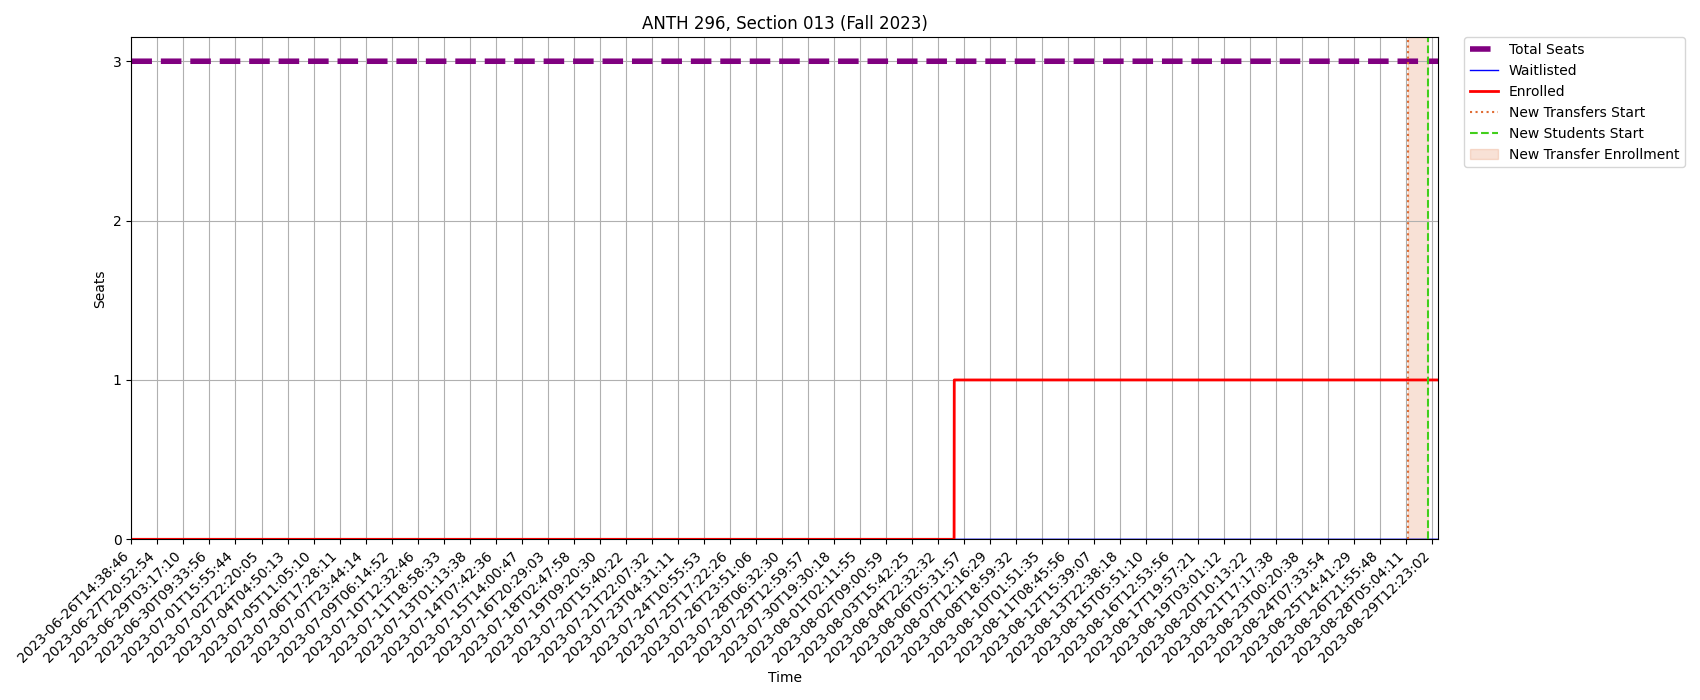 ANTH 296, Section 013 (Fall 2023)
Total Seats
Waitlisted
Enrolled
New Transfers Start
New Students Start
New Transfer Enrollment
Seats
3
2
1
0
2023-06-26T14:38:46
2023-06-27T20:52:54
2023-06-29T03:17:10
2023-06-30T09:33:56
2023-07-01T15:55:44
2023-07-02T22:20:05
2023-07-04T04:50:13
2023-07-05T11:05:10
2023-07-06T17:28:11
2023-07-07T23:44:14
2023-07-09T06:14:52
2023-07-10T12:32:46
2023-07-11T18:58:33
2023-07-13T01:13:38
2023-07-14T07:42:36
2023-07-15T14:00:47
2023-07-16T20:29:03
2023-07-18T02:47:58
2023-07-19T09:20:30
2023-07-20T15:40:22
2023-07-21T22:07:32
2023-07-23T04:31:11
2023-07-24T10:55:53
2023-07-25T17:22:26
2023-07-26T23:51:06
2023-07-28T06:32:30
2023-07-29T12:59:57
2023-07-30T19:30:18
2023-08-01T02:11:55
2023-08-02T09:00:59
2023-08-03T15:42:25
2023-08-04T22:32:32
2023-08-06T05:31:57
2023-08-07T12:16:29
2023-08-08T18:59:32
2023-08-10T01:51:35
2023-08-11T08:45:56
2023-08-12T15:39:07
2023-08-13T22:38:18
2023-08-15T05:51:10
2023-08-16T12:53:56
2023-08-17T19:57:21
2023-08-19T03:01:12
2023-08-20T10:13:22
2023-08-21T17:17:38
2023-08-23T00:20:38
2023-08-24T07:33:54
2023-08-25T14:41:29
2023-08-26T21:55:48
2023-08-28T05:04:11
2023-08-29T12:23:02
Time